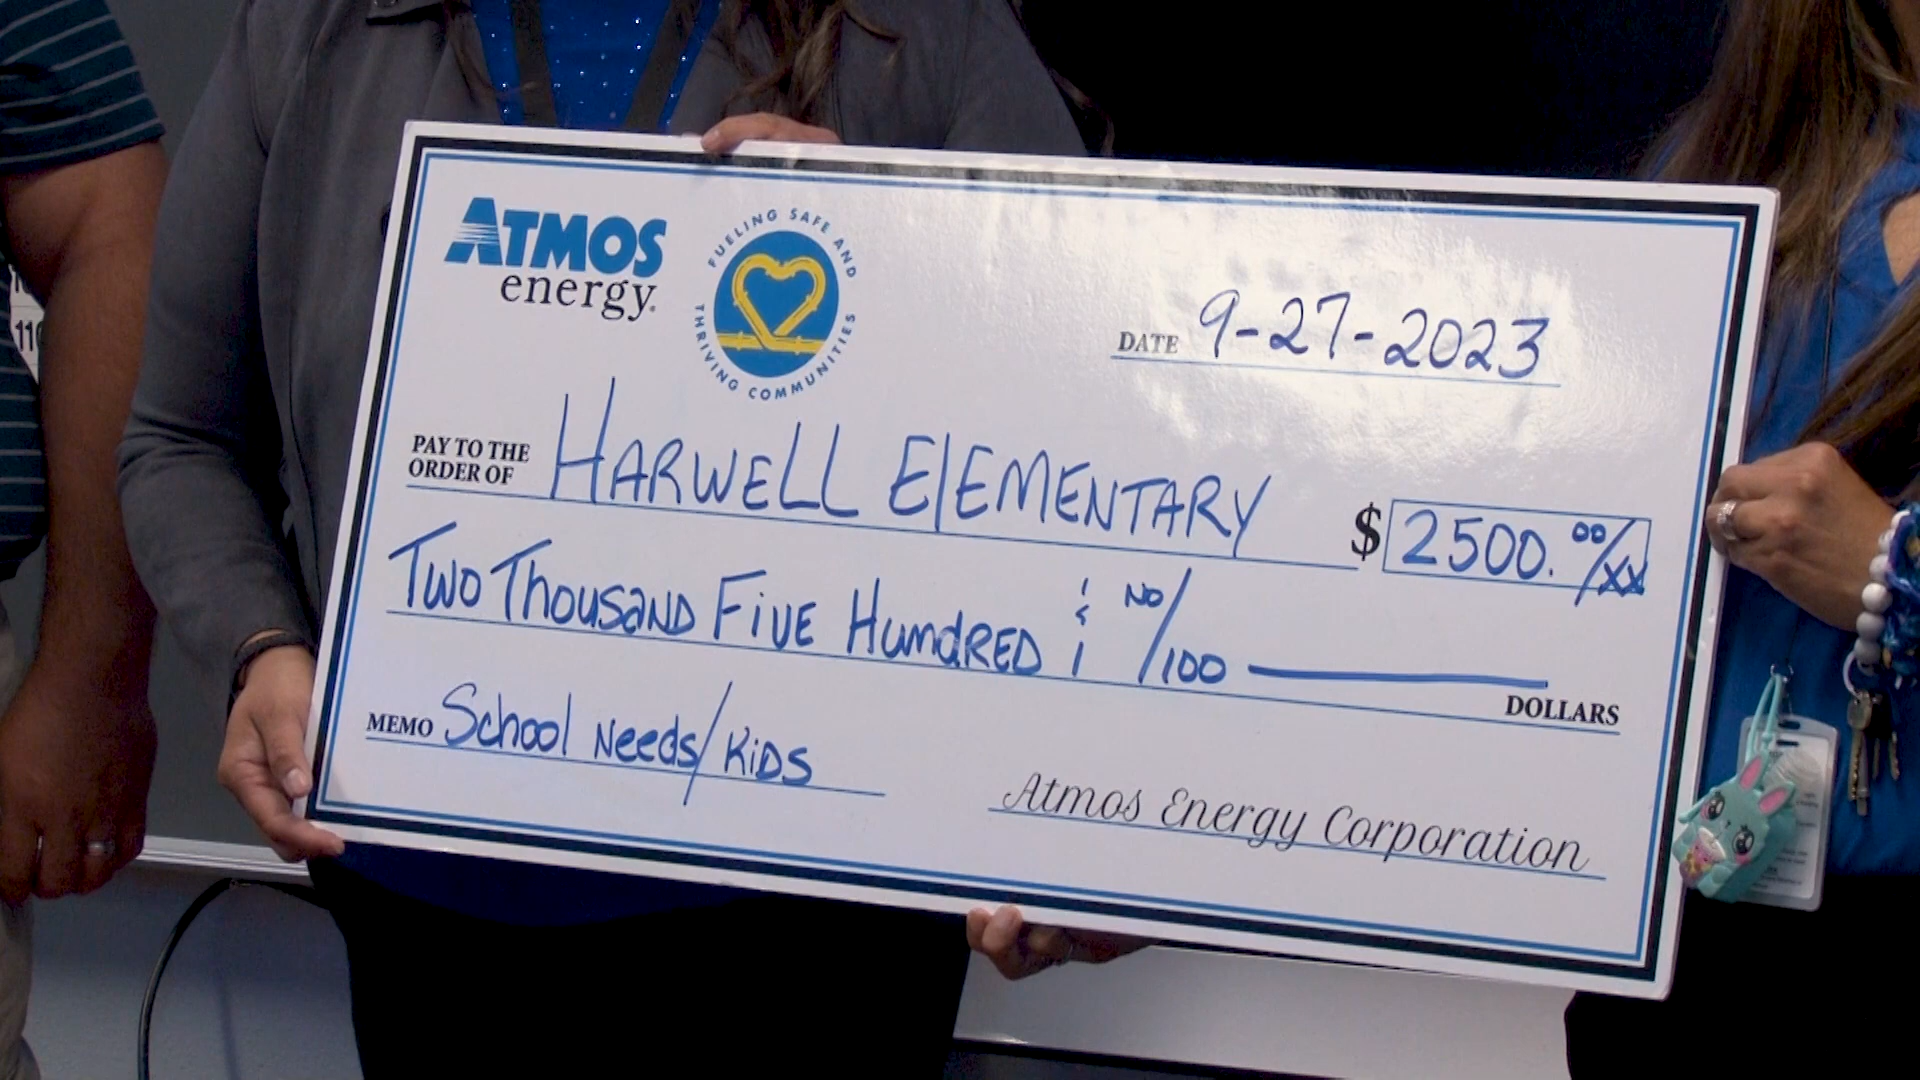 ATMOS
energy
FUELING SAFE AND
THRIVING COMMUNITIES
DATE 9-27-2023
PAY TO THE
ORDER OF HARWELL ElEMENTARY $ 2500.00/XX
Two Thousand Five Hundred & NO/100
DOLLARS
MEMO School Needs/Kids
Atmos Energy Corporation